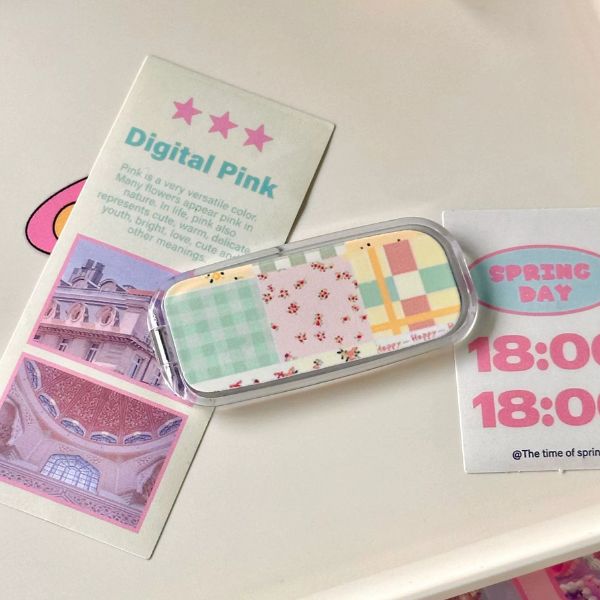 Digital Pink
Pink is a very versatile color.
Many flowers appear pink in
nature. In life, pink also
represents cute, warm, delicate
youth, bright, love, cute and
other meanings.
Happy — Happy — H
SPRING
DAY
18:00
18:00
@The time of sprin